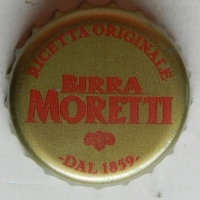 RICETTA ORIGINALE
BIRRA
MORETTI
-DAL 1859-